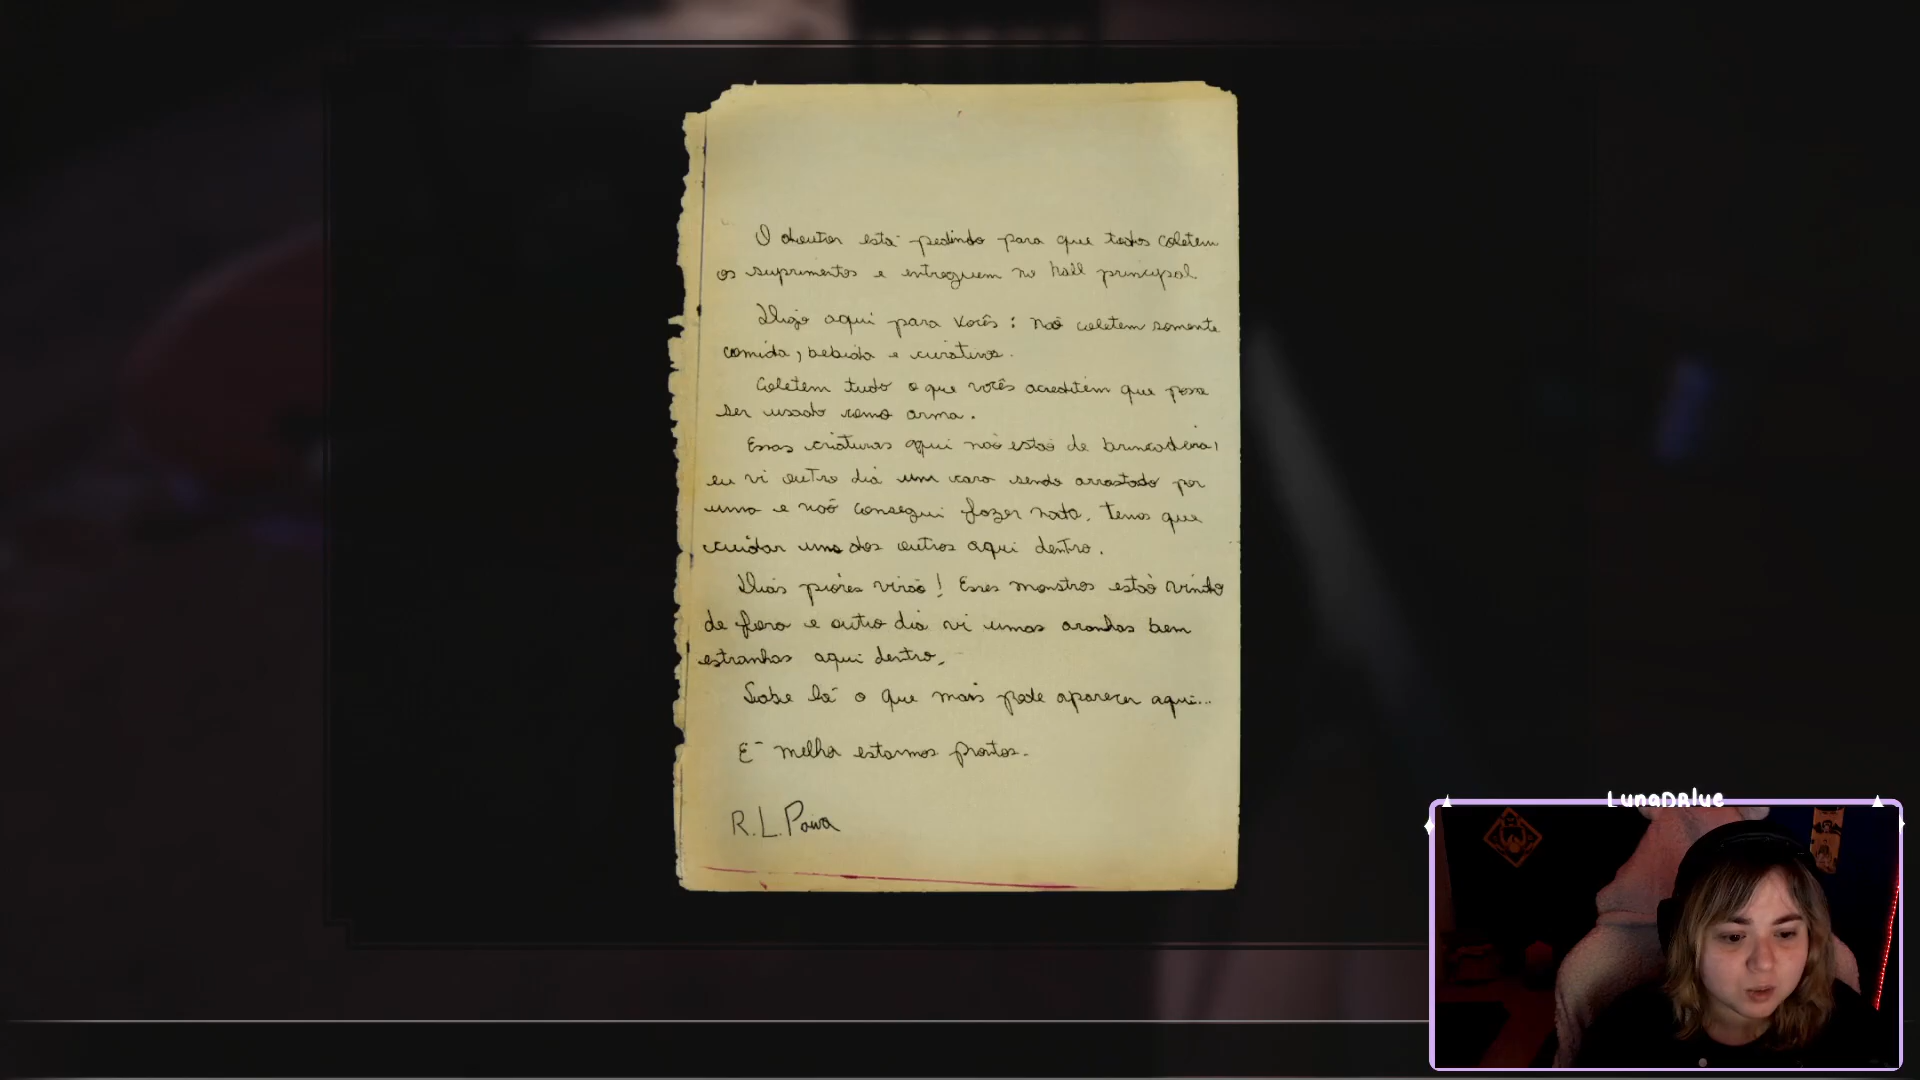 O doutor está pedindo para que todos coletem
os suprimentos e entreguem no hall principal.
Digo aqui para vocês: não coletem somente
comida, bebida e curativos.
Coletem tudo o que vocês acreditem que possa
ser usado como arma.
Essas criaturas aqui não estão de brincadeira,
eu vi outro dia um cara sendo arrastado por
uma e não consegui fazer nada. Temos que
cuidar uns dos outros aqui dentro.
Dias piores virão! Esses monstros estão vindo
de fora e outro dia vi umas aranhas bem
estranhas aqui dentro.
Sabe lá o que mais pode aparecer aqui...
É melhor estarmos prontos.
R.L.Paiva
LunaDBlue